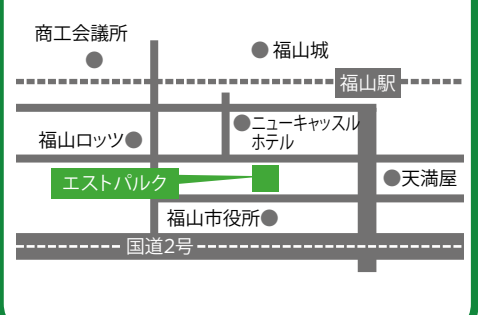 商工会議所
福山城
福山駅
ニューキャッスル
ホテル
福山ロッツ
エストパルク
天満屋
福山市役所
国道2号